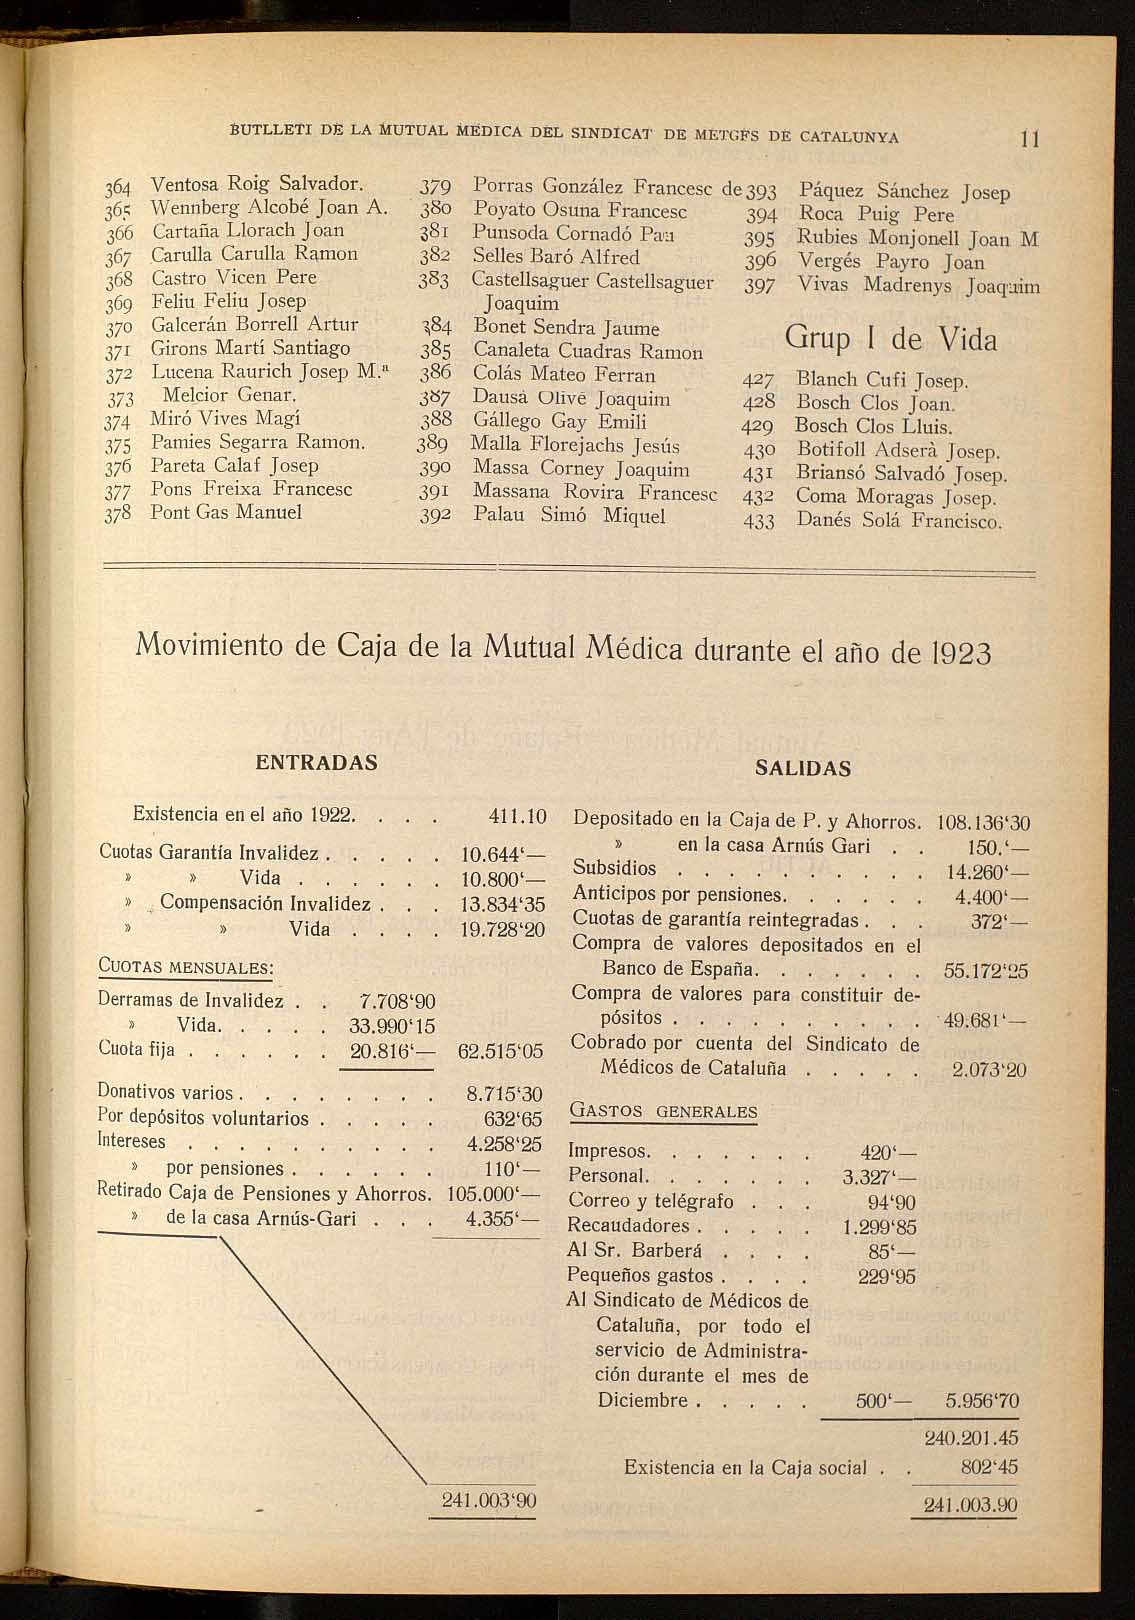 BUTLLETI DE LA MUTUAL MÈDICA DEL SINDICAT DE METGES DE CATALUNYA 11
364 Ventosa Roig Salvador.
365 Wennberg Alcobé Joan A.
366 Cartaña Llorach Joan
367 Carulla Carulla Ramon
368 Castro Vicen Pere
369 Feliu Feliu Josep
370 Galcerán Borrell Artur
371 Girons Martí Santiago
372 Lucena Raurich Josep M.ª
373 Melcior Genar.
374 Miró Vives Magí
375 Pamies Segarra Ramon.
376 Pareta Calaf Josep
377 Pons Freixa Francesc
378 Pont Gas Manuel
379 Porras González Francesc de
380 Poyato Osuna Francesc
381 Punsoda Cornadó Pau
382 Selles Baró Alfred
383 Castellsaguer Castellsaguer
Joaquim
384 Bonet Sendra Jaume
385 Canaleta Cuadras Ramon
386 Colás Mateo Ferran
387 Dausá Olivé Joaquim
388 Gállego Gay Emili
389 Malla Florejachs Jesús
390 Massa Corney Joaquim
391 Massana Rovira Francesc
392 Palau Simó Miquel
393 Páquez Sánchez Josep
394 Roca Puig Pere
395 Rubies Monjonell Joan M
396 Vergés Payro Joan
397 Vivas Madrenys Joaquim
Grup I de Vida
427 Blanch Cufi Josep.
428 Bosch Clos Joan.
429 Bosch Clos Lluis.
430 Botifoll Adserà Josep.
431 Briansó Salvadó Josep.
432 Coma Moragas Josep.
433 Danés Solá Francisco.
Movimiento de Caja de la Mutual Médica durante el año de 1923
ENTRADAS
Existencia en el año 1922. . . . 411.10
Cuotas Garantía Invalidez . . . . . 10.644‘—
» » Vida . . . . . . 10.800‘—
» Compensación Invalidez . . . 13.834‘35
» » Vida . . . . 19.728‘20
CUOTAS MENSUALES:
Derramas de Invalidez . . 7.708‘90
» Vida. . . . . 33.990‘15
Cuota fija . . . . . . 20.816‘— 62.515‘05
Donativos varios . . . . . . . . 8.715‘30
Por depósitos voluntarios . . . . . 632‘65
Intereses . . . . . . . . . . 4.258‘25
» por pensiones . . . . . . 110‘—
Retirado Caja de Pensiones y Ahorros. 105.000‘—
» de la casa Arnús-Gari . . . 4.355‘—
241.003‘90
SALIDAS
Depositado en la Caja de P. y Ahorros. 108.136‘30
» en la casa Arnús Gari . . 150.‘—
Subsidios . . . . . . . . . . 14.260‘—
Anticipos por pensiones. . . . . . 4.400‘—
Cuotas de garantía reintegradas . . . 372‘—
Compra de valores depositados en el
Banco de España. . . . . . . 55.172‘25
Compra de valores para constituir de-
pósitos . . . . . . . . . . 49.681‘—
Cobrado por cuenta del Sindicato de
Médicos de Cataluña . . . . . 2.073‘20
GASTOS GENERALES
Impresos. . . . . . . 420‘—
Personal. . . . . . . 3.327‘—
Correo y telégrafo . . . 94‘90
Recaudadores . . . . . 1.299‘85
Al Sr. Barberá . . . . 85‘—
Pequeños gastos . . . . 229‘95
Al Sindicato de Médicos de
Cataluña, por todo el
servicio de Administra-
ción durante el mes de
Diciembre . . . . . 500‘— 5.956‘70
240.201.45
Existencia en la Caja social . . 802‘45
241.003.90